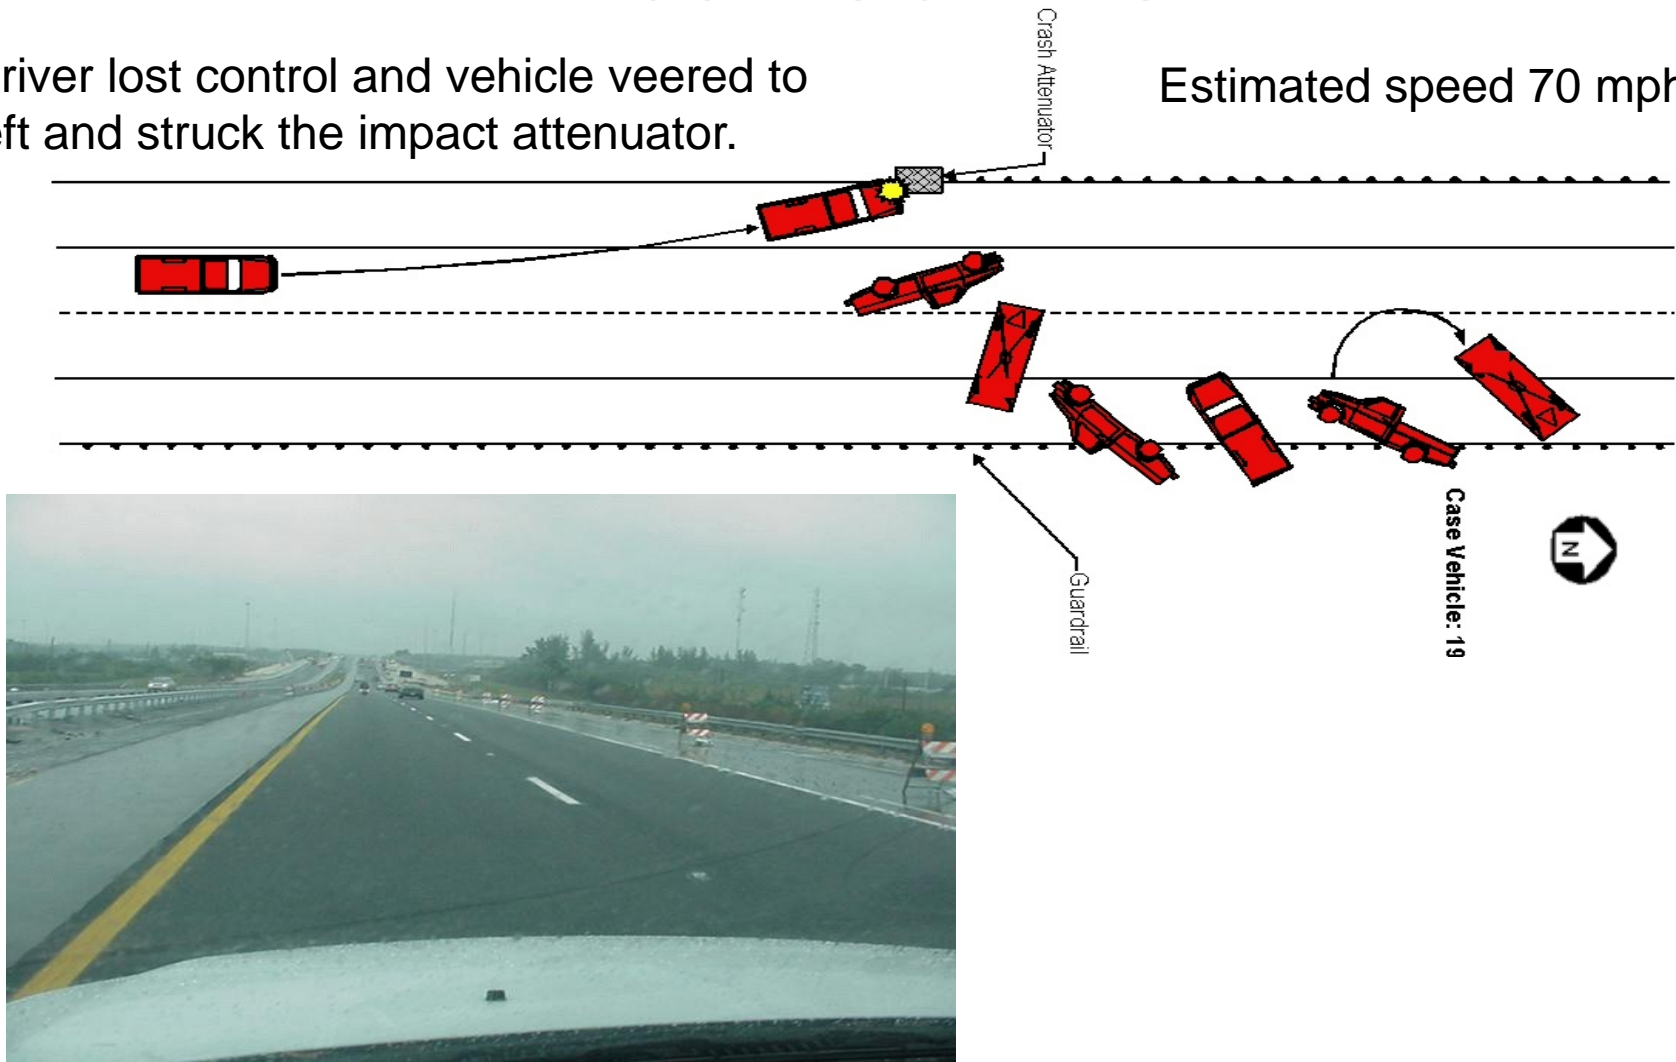 river lost control and vehicle veered to
eft and struck the impact attenuator.
Estimated speed 70 mph
Crash Attenuator
Guardrail
Case Vehicle: 19
N